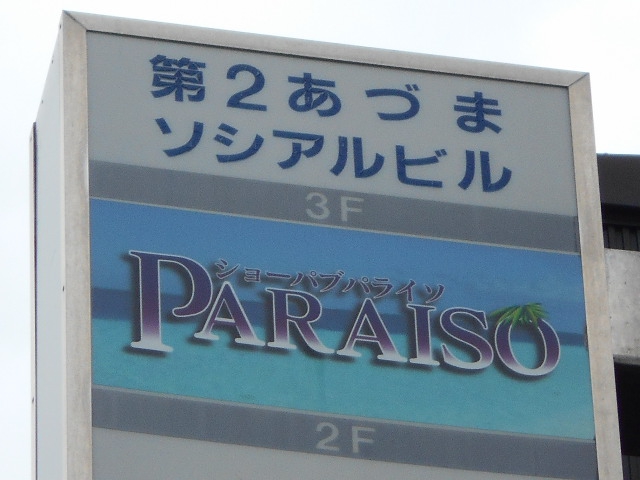 第2あづま
ソシアルビル
3F
ショーパブパライソ
PARAISO
2F